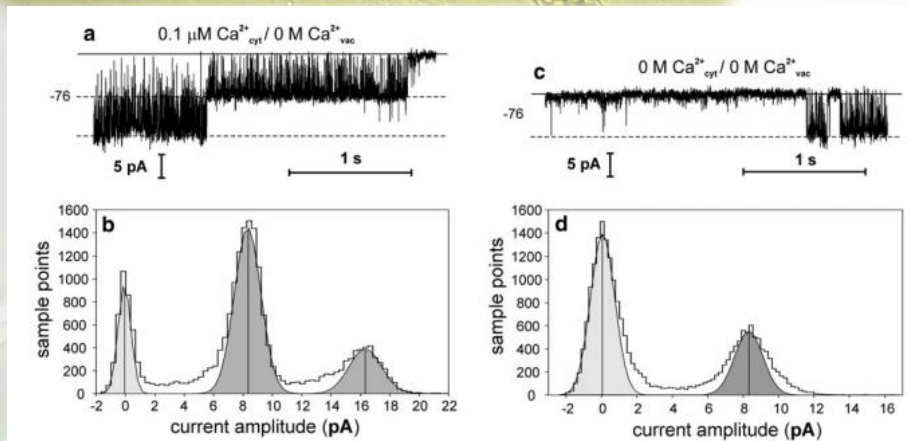 a
0.1 μM Ca²⁺cyt/ 0 M Ca²⁺vac
-76
5 pA
1 s
c
0 M Ca²⁺cyt/ 0 M Ca²⁺vac
-76
5 pA
1 s
b
1600
1400
1200
1000
800
600
400
200
0
sample points
-2 0 2 4 6 8 10 12 14 16 18 20 22
current amplitude (pA)
d
1600
1400
1200
1000
800
600
400
200
0
sample points
-2 0 2 4 6 8 10 12 14 16
current amplitude (pA)